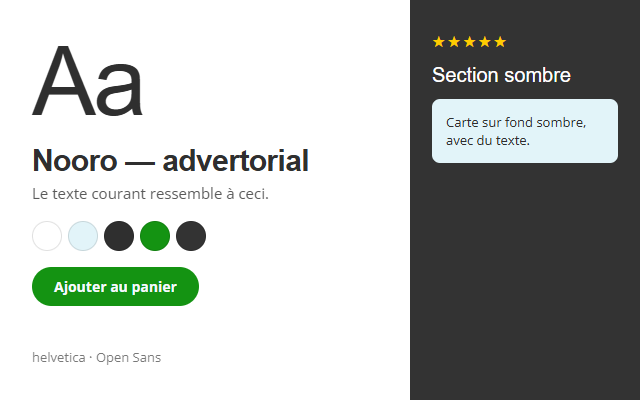 Aa
Nooro — advertorial
Le texte courant ressemble à ceci.
Ajouter au panier
helvetica · Open Sans
Section sombre
Carte sur fond sombre,
avec du texte.